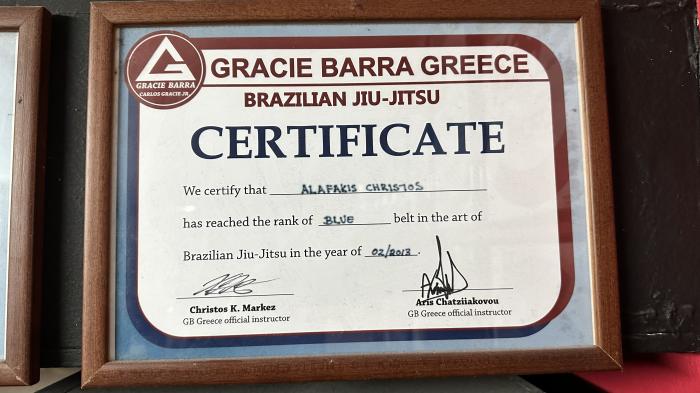 GRACIE BARRA
CARLOS GRACIE JR.
GRACIE BARRA GREECE
BRAZILIAN JIU-JITSU
CERTIFICATE
We certify that ALAFAKIS CHRISTOS
has reached the rank of BLUE belt in the art of
Brazilian Jiu-Jitsu in the year of 02/2013.
Christos K. Markez
GB Greece official instructor
Aris Chatziiakovou
GB Greece official instructor